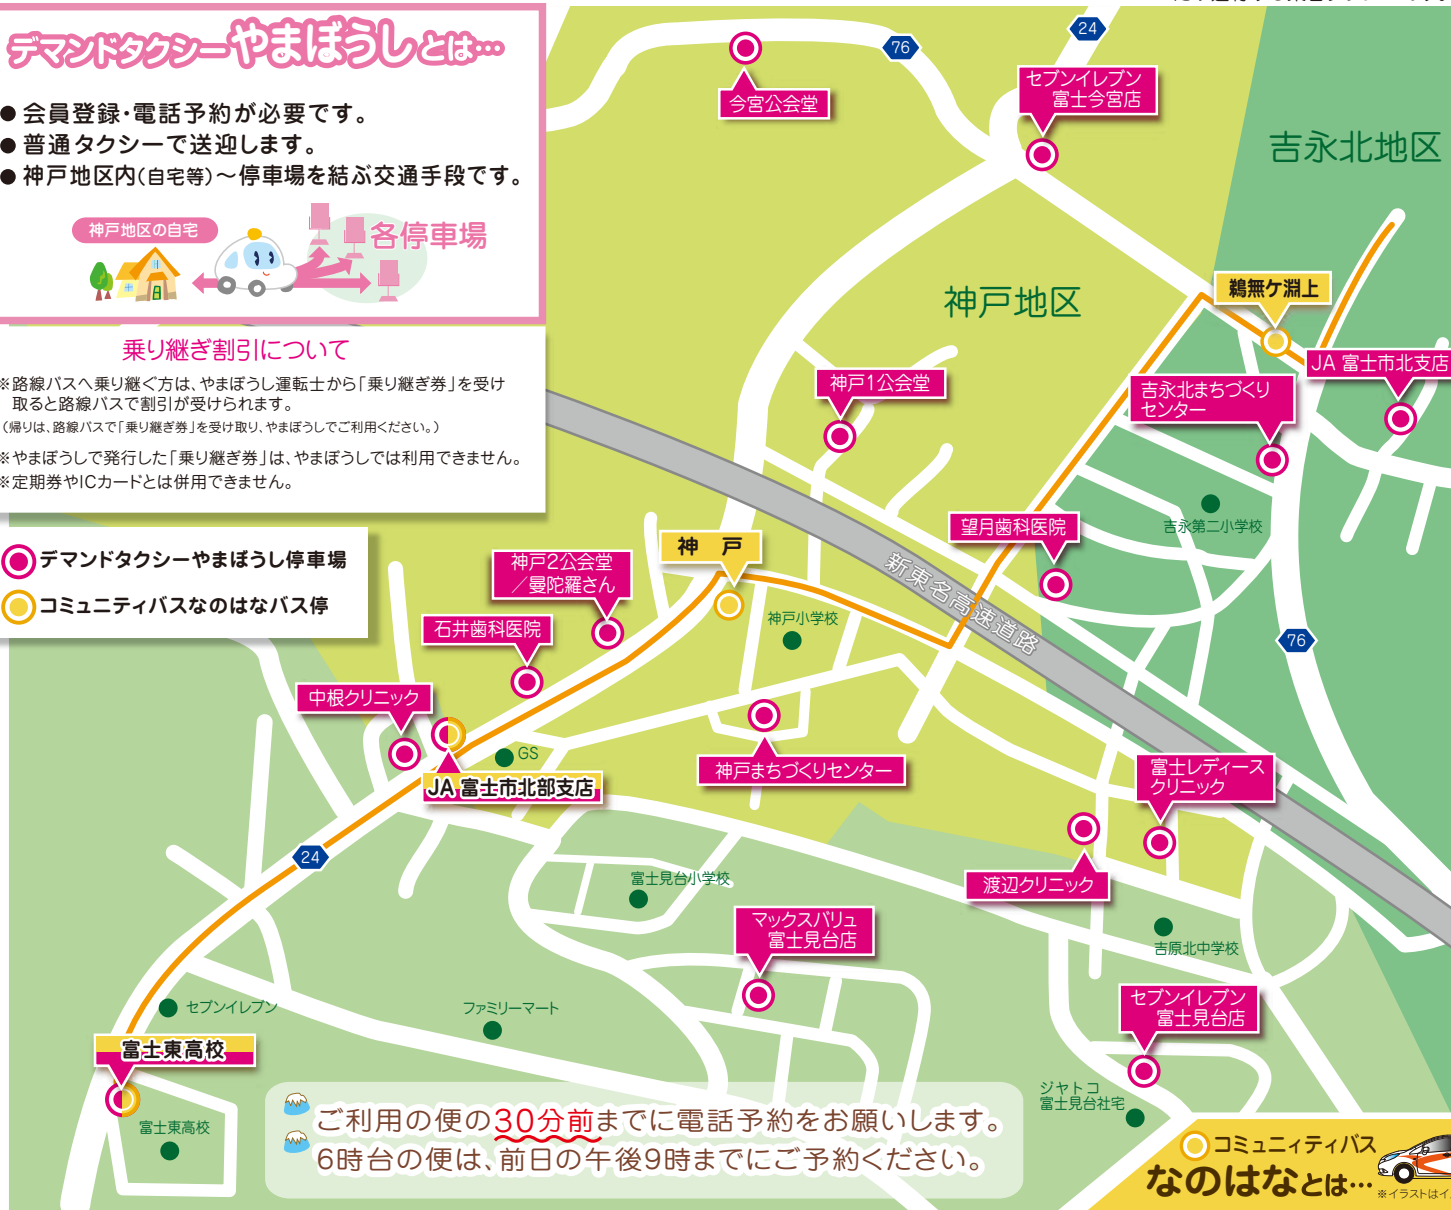 デマンドタクシーやまぼうしとは…
● 会員登録・電話予約が必要です。
● 普通タクシーで送迎します。
● 神戸地区内(自宅等)～停車場を結ぶ交通手段です。
神戸地区の自宅
各停車場
乗り継ぎ割引について
※路線バスへ乗り継ぐ方は、やまぼうし運転士から「乗り継ぎ券」を受け
取ると路線バスで割引が受けられます。
（帰りは、路線バスで「乗り継ぎ券」を受け取り、やまぼうしでご利用ください。）
※やまぼうしで発行した「乗り継ぎ券」は、やまぼうしでは利用できません。
※定期券やICカードとは併用できません。
デマンドタクシーやまぼうし停車場
コミュニティバスなのはなバス停
24
76
今宮公会堂
セブンイレブン
富士今宮店
吉永北地区
神戸地区
鵜無ケ淵上
JA 富士市北支店
吉永北まちづくり
センター
神戸1公会堂
吉永第二小学校
望月歯科医院
新東名高速道路
神 戸
神戸2公会堂
／曼陀羅さん
神戸小学校
石井歯科医院
76
中根クリニック
GS
神戸まちづくりセンター
JA 富士市北部支店
富士レディース
クリニック
24
富士見台小学校
渡辺クリニック
マックスバリュ
富士見台店
吉原北中学校
セブンイレブン
ファミリーマート
セブンイレブン
富士見台店
富士東高校
ジヤトコ
富士見台社宅
富士東高校
ご利用の便の30分前までに電話予約をお願いします。
6時台の便は、前日の午後9時までにご予約ください。
コミュニィティバス
なのはなとは…
※イラストはイ